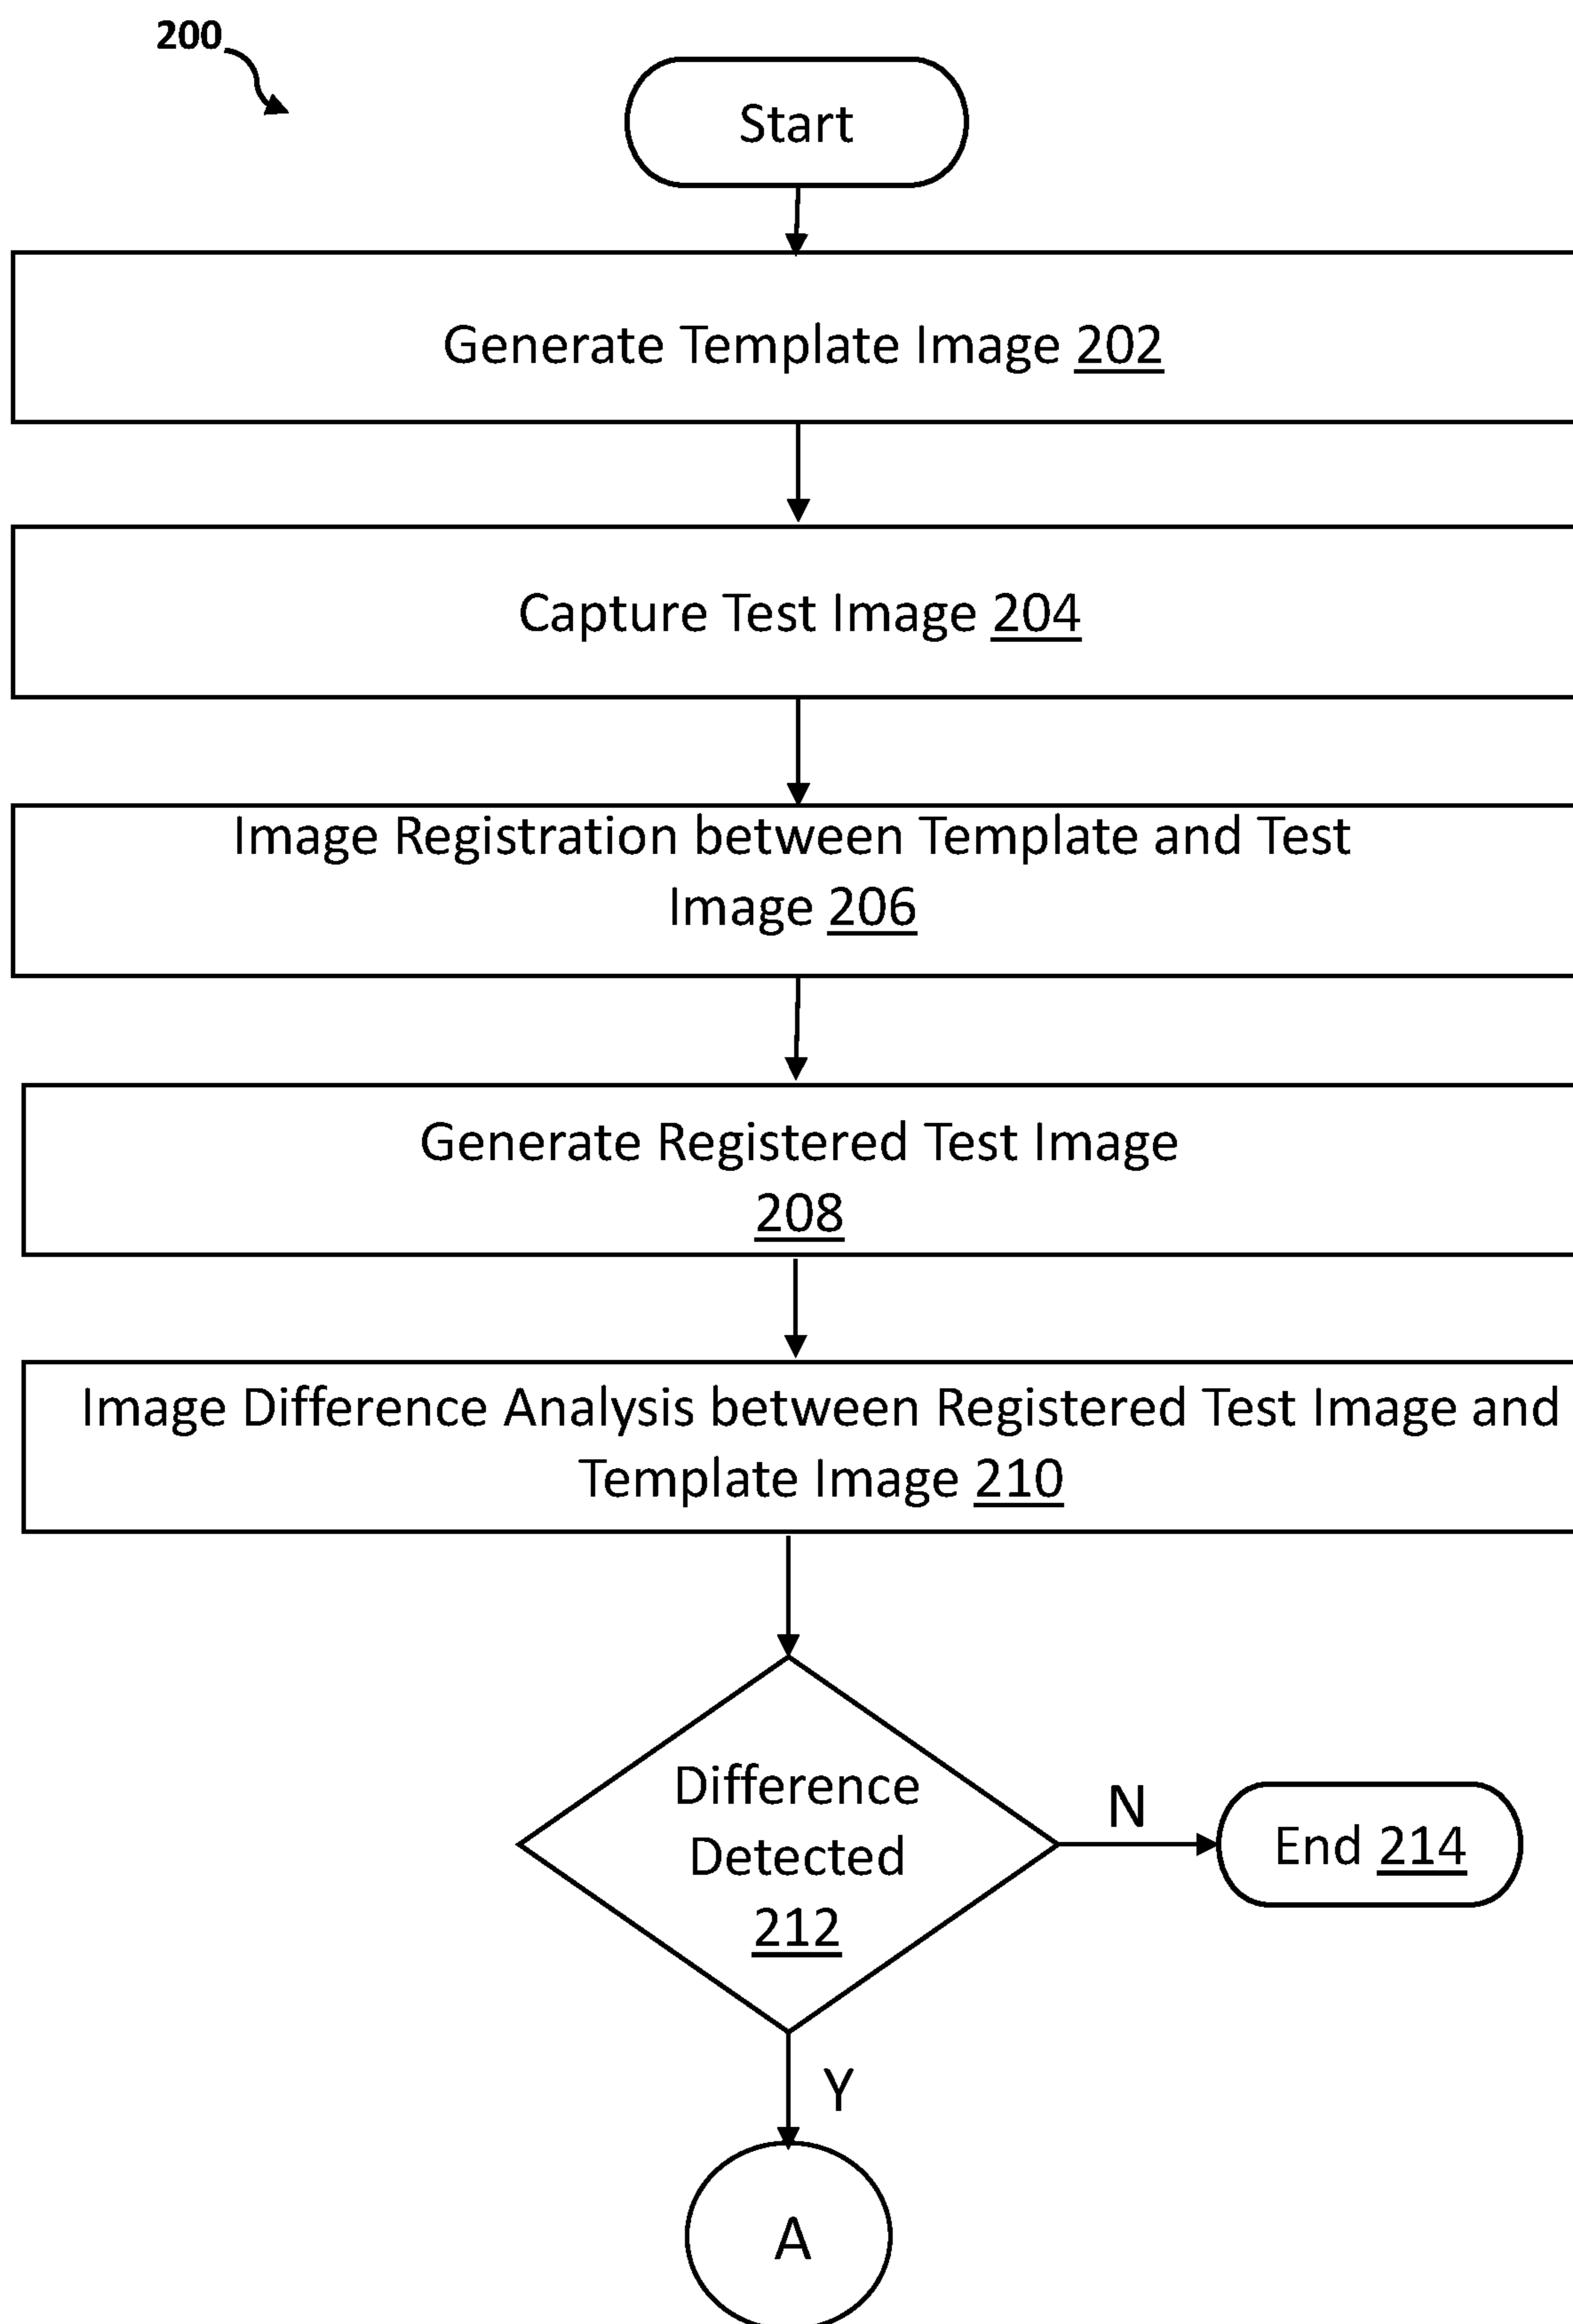 200
Start
Generate Template Image 202
Capture Test Image 204
Image Registration between Template and Test
Image 206
Generate Registered Test Image
208
Image Difference Analysis between Registered Test Image and
Template Image 210
Difference
Detected
212
N
End 214
Y
A